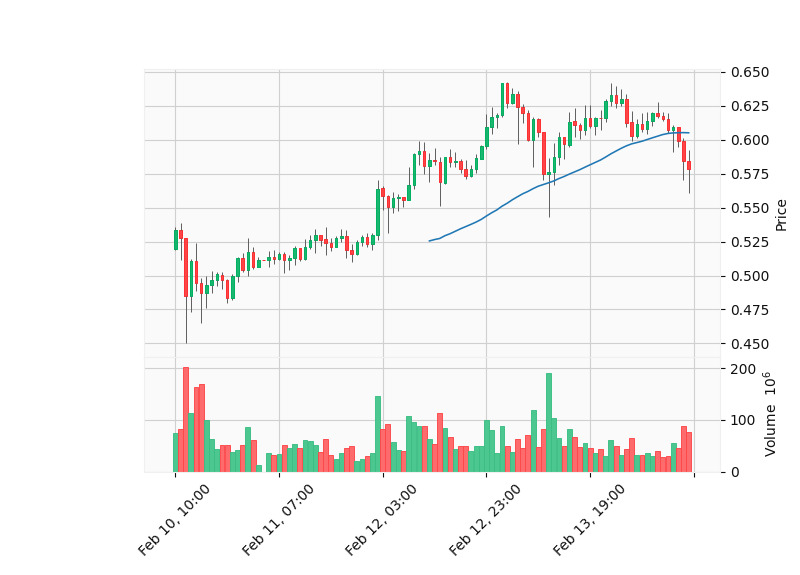 0.650
0.625
0.600
0.575
0.550
0.525
0.500
0.475
0.450
Price
200
100
0
Volume 10⁶
Feb 10, 10:00
Feb 11, 07:00
Feb 12, 03:00
Feb 12, 23:00
Feb 13, 19:00